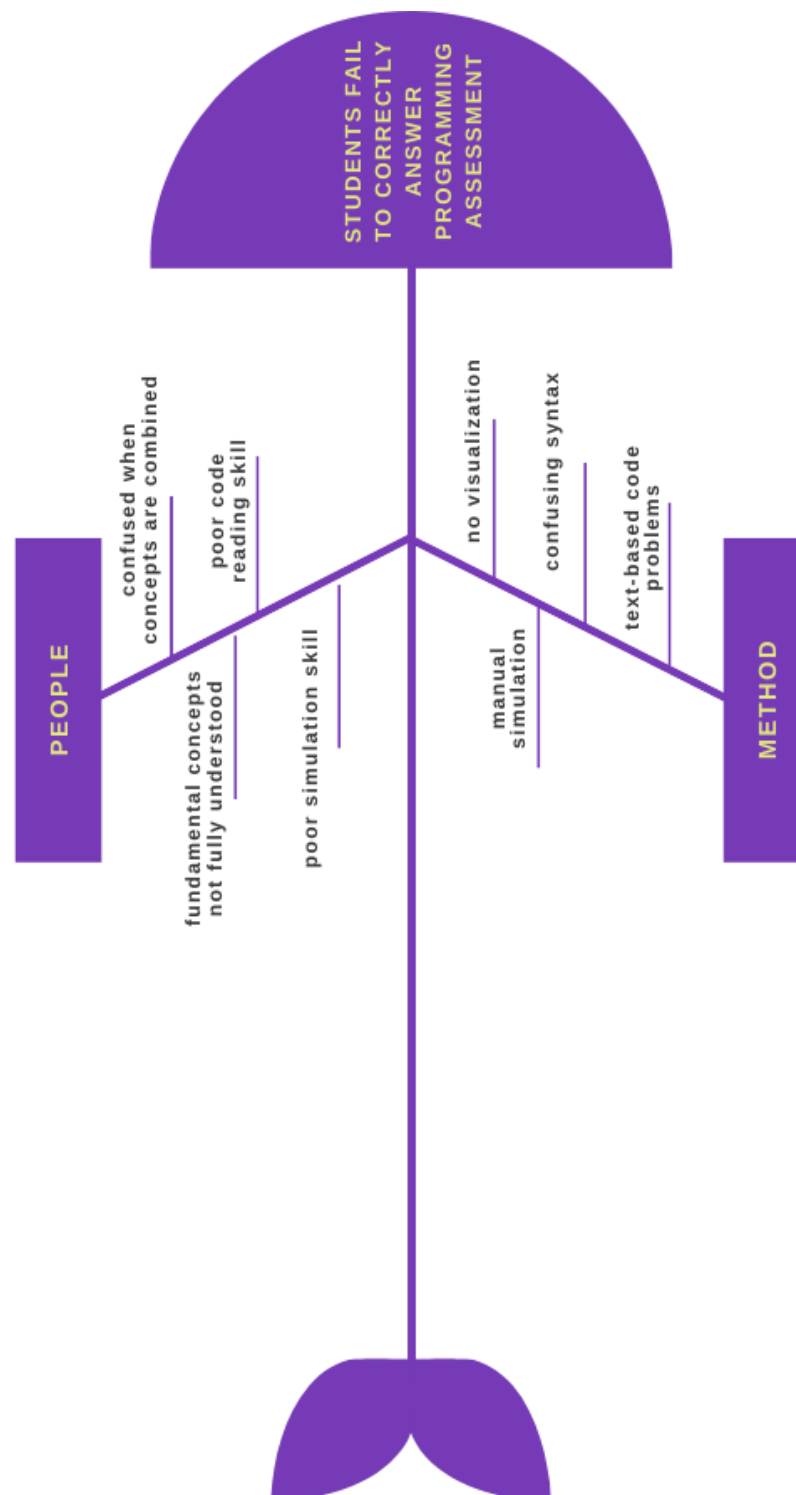 STUDENTS FAIL
TO CORRECTLY
ANSWER
PROGRAMMING
ASSESSMENT
PEOPLE
confused when
concepts are combined
poor code
reading skill
fundamental concepts
not fully understood
poor simulation skill
no visualization
confusing syntax
text-based code
problems
manual
simulation
METHOD